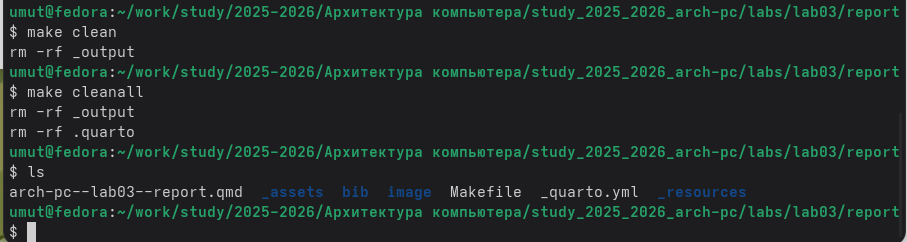 umut@fedora:~/work/study/2025-2026/Архитектура компьютера/study_2025_2026_arch-pc/labs/lab03/report
$ make clean
rm -rf _output
umut@fedora:~/work/study/2025-2026/Архитектура компьютера/study_2025_2026_arch-pc/labs/lab03/report
$ make cleanall
rm -rf _output
rm -rf .quarto
umut@fedora:~/work/study/2025-2026/Архитектура компьютера/study_2025_2026_arch-pc/labs/lab03/report
$ ls
arch-pc--lab03--report.qmd  _assets  bib  image  Makefile  _quarto.yml  _resources
umut@fedora:~/work/study/2025-2026/Архитектура компьютера/study_2025_2026_arch-pc/labs/lab03/report
$